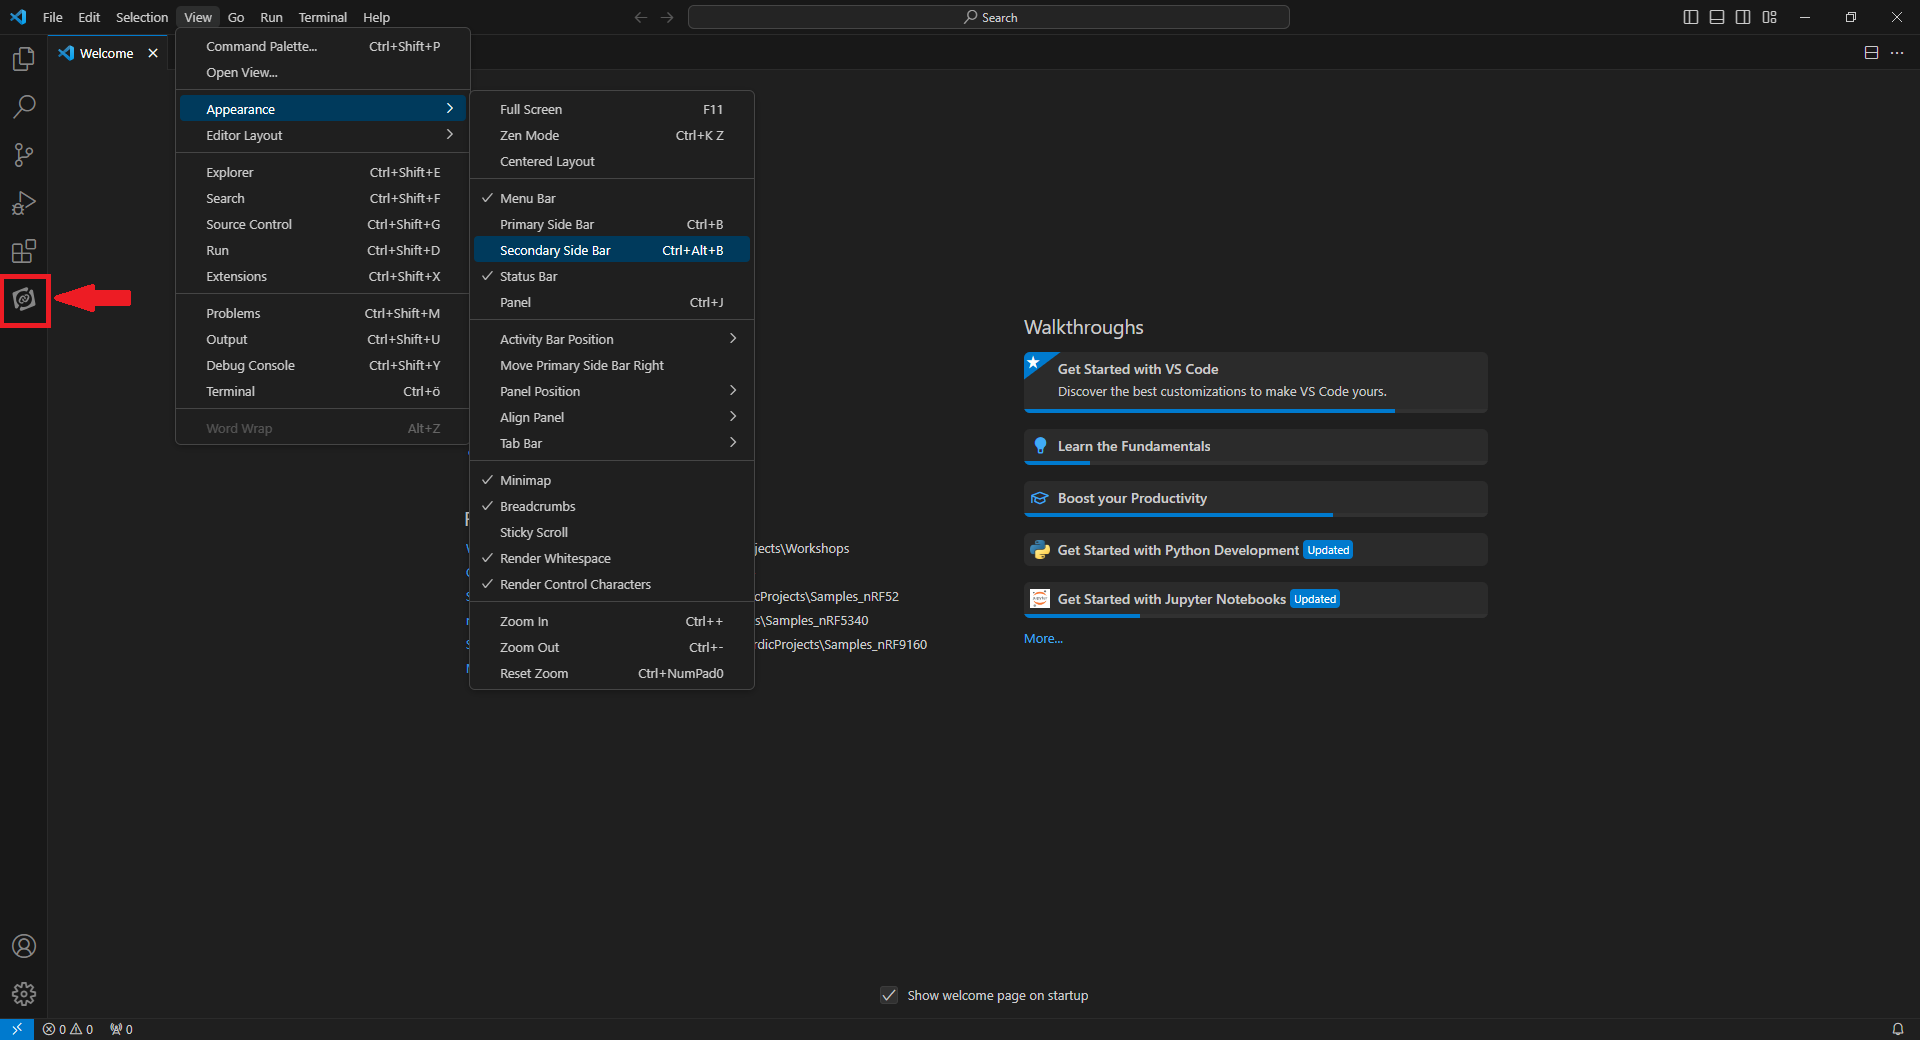 File Edit Selection View Go Run Terminal Help
Search
Welcome
Command Palette... Ctrl+Shift+P
Open View...
Appearance
Editor Layout
Explorer Ctrl+Shift+E
Search Ctrl+Shift+F
Source Control Ctrl+Shift+G
Run Ctrl+Shift+D
Extensions Ctrl+Shift+X
Problems Ctrl+Shift+M
Output Ctrl+Shift+U
Debug Console Ctrl+Shift+Y
Terminal Ctrl+ö
Word Wrap Alt+Z
Full Screen F11
Zen Mode Ctrl+K Z
Centered Layout
Menu Bar
Primary Side Bar Ctrl+B
Secondary Side Bar Ctrl+Alt+B
Status Bar
Panel Ctrl+J
Activity Bar Position
Move Primary Side Bar Right
Panel Position
Align Panel
Tab Bar
Minimap
Breadcrumbs
Sticky Scroll
Render Whitespace
Render Control Characters
Zoom In Ctrl++
Zoom Out Ctrl+-
Reset Zoom Ctrl+NumPad0
jects\Workshops
cProjects\Samples_nRF52
s\Samples_nRF5340
rdicProjects\Samples_nRF9160
Walkthroughs
Get Started with VS Code
Discover the best customizations to make VS Code yours.
Learn the Fundamentals
Boost your Productivity
Get Started with Python Development Updated
Get Started with Jupyter Notebooks Updated
More...
Show welcome page on startup
0 0 0